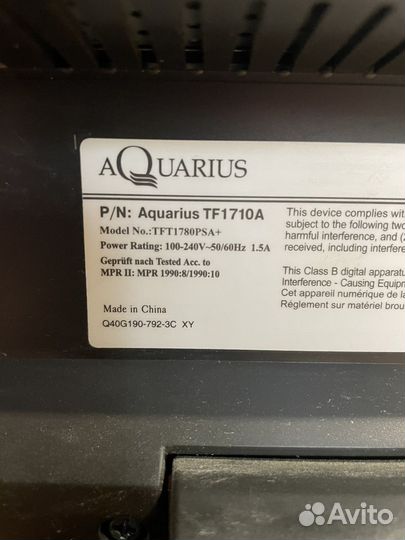 AQUARIUS
P/N: Aquarius TF1710A
Model No.:TFT1780PSA+
Power Rating: 100-240V~50/60Hz 1.5A
Geprüft nach Tested Acc. to
MPR II: MPR 1990:8/1990:10
Made in China
Q40G190-792-3C XY
This device complies with
subject to the following two
harmful interference, and (2
received, including interfere
This Class B digital apparatu
Interference - Causing Equipm
Cet appareil numérique de la
Réglement sur matériel broui
Avito